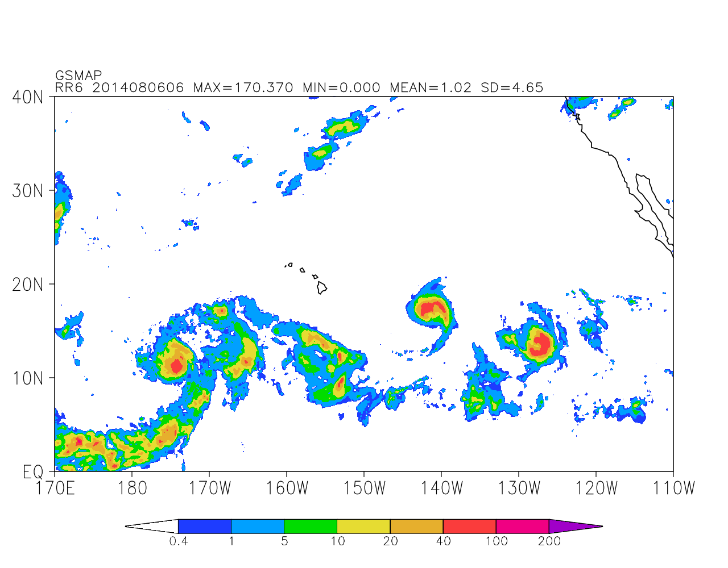 GSMAP
RR6 2014080606 MAX=170.370 MIN=0.000 MEAN=1.02 SD=4.65
40N
30N
20N
10N
EQ
170E 180 170W 160W 150W 140W 130W 120W 110W
0.4 1 5 10 20 40 100 200